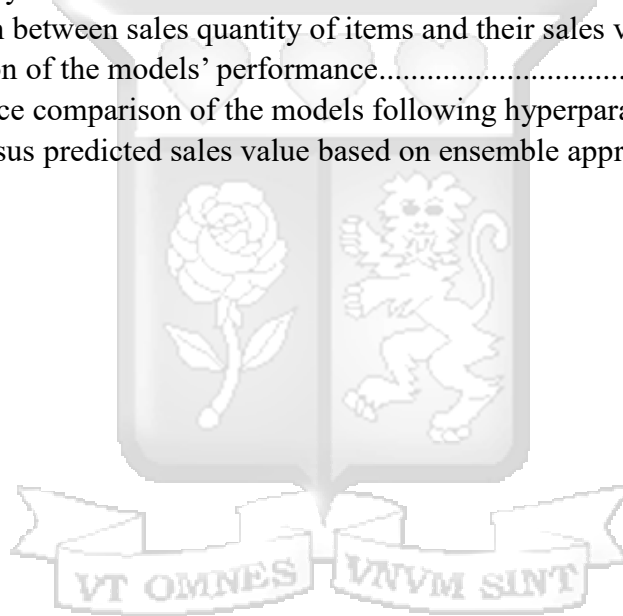 n between sales quantity of items and their sales v
on of the models’ performance..............................
ce comparison of the models following hyperpara
sus predicted sales value based on ensemble appr
VT OMNES VNVM SINT